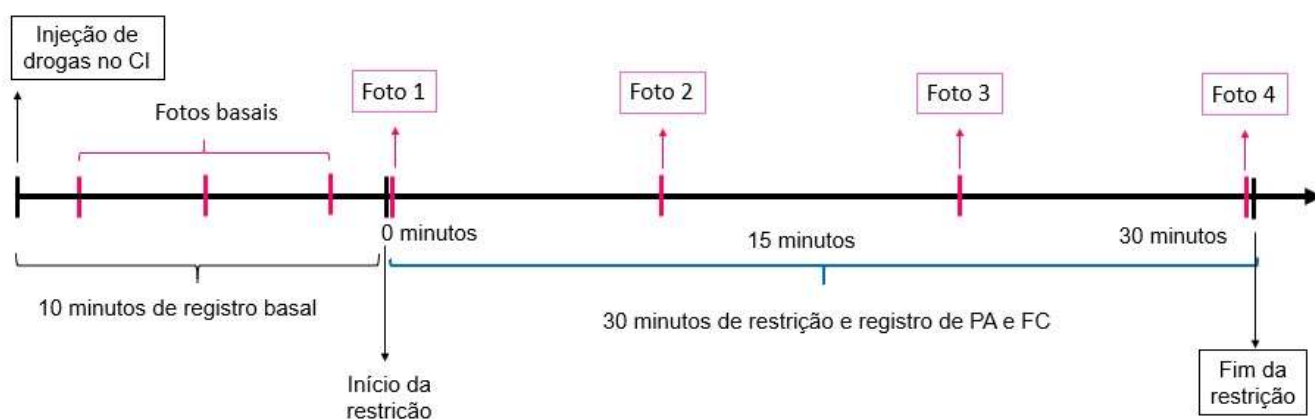 Injeção de
drogas no CI
Fotos basais
Foto 1
Foto 2
Foto 3
Foto 4
0 minutos
15 minutos
30 minutos
10 minutos de registro basal
30 minutos de restrição e registro de PA e FC
Início da
restrição
Fim da
restrição